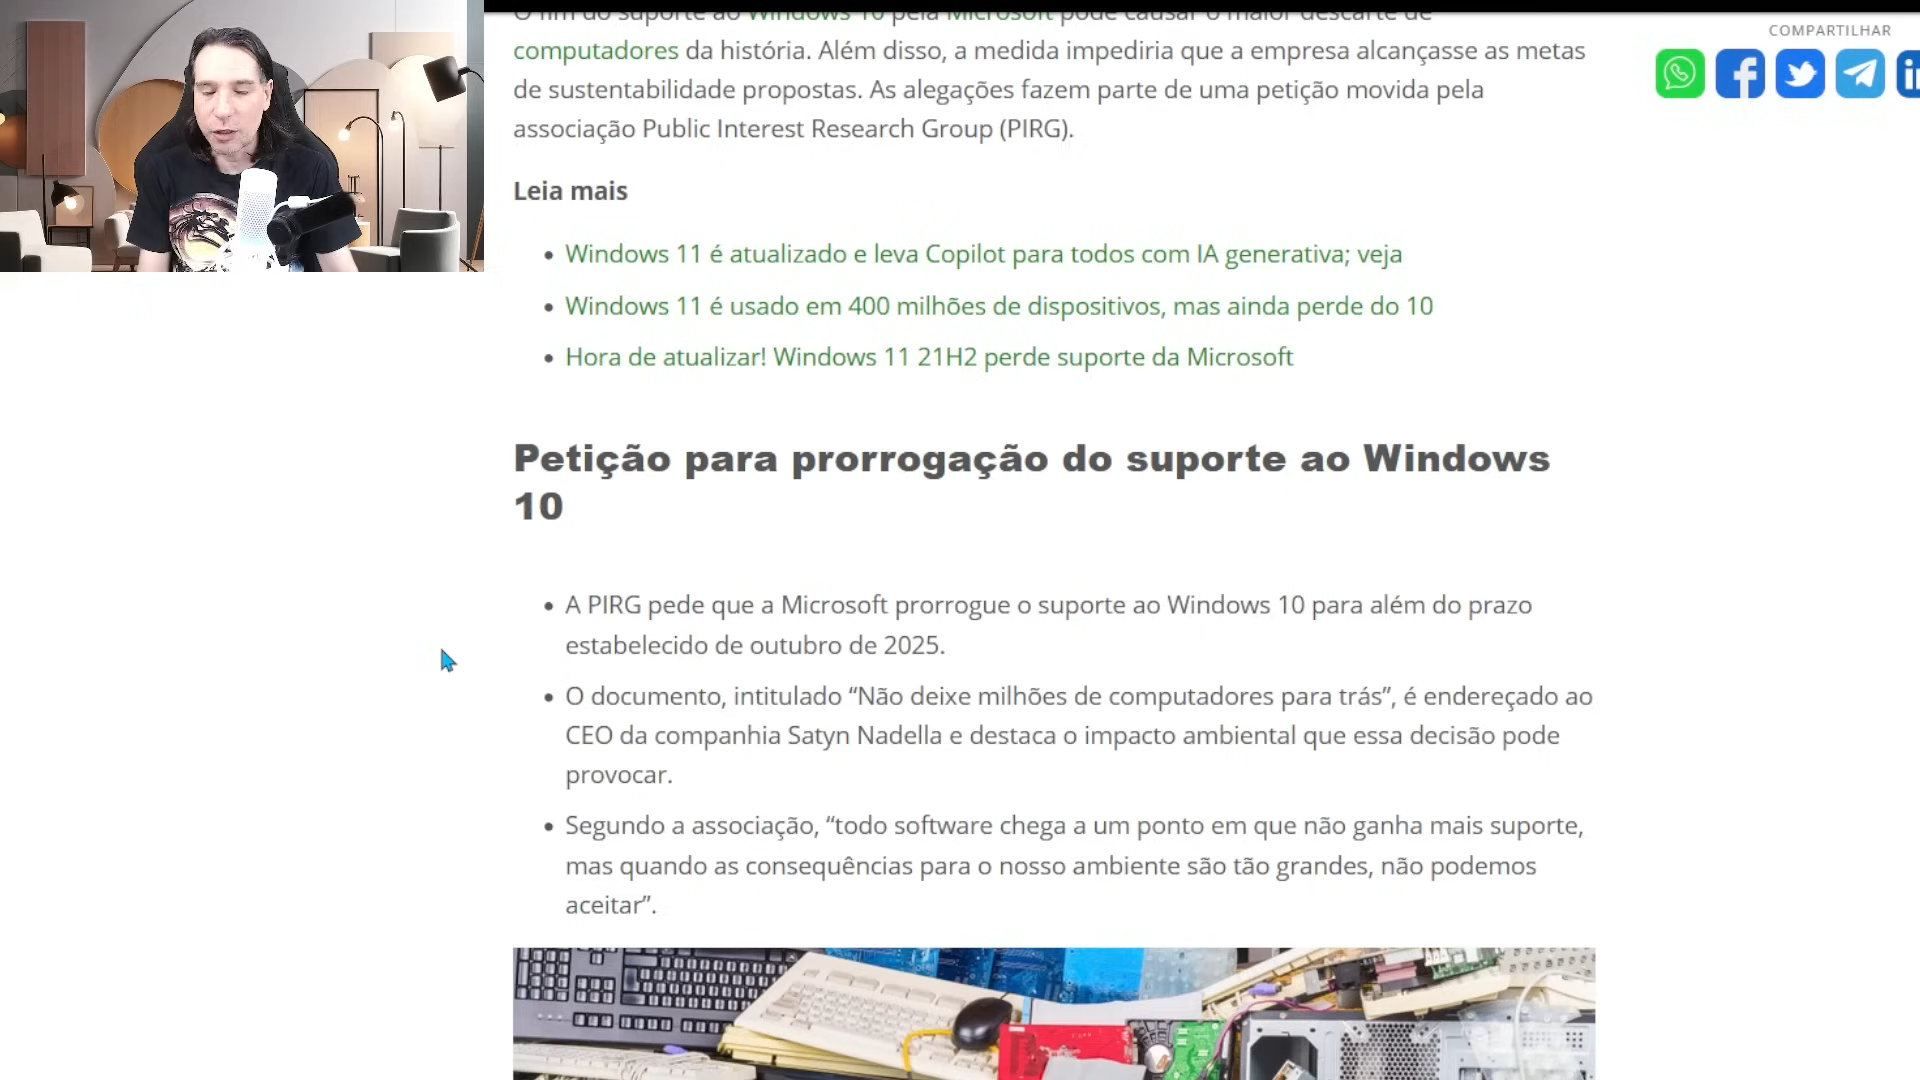 O fim do suporte ao Windows 10 pela Microsoft pode causar o maior descarte de
computadores da história. Além disso, a medida impediria que a empresa alcançasse as metas
de sustentabilidade propostas. As alegações fazem parte de uma petição movida pela
associação Public Interest Research Group (PIRG).
COMPARTILHAR
Leia mais
Windows 11 é atualizado e leva Copilot para todos com IA generativa; veja
Windows 11 é usado em 400 milhões de dispositivos, mas ainda perde do 10
Hora de atualizar! Windows 11 21H2 perde suporte da Microsoft
Petição para prorrogação do suporte ao Windows
10
A PIRG pede que a Microsoft prorrogue o suporte ao Windows 10 para além do prazo
estabelecido de outubro de 2025.
O documento, intitulado “Não deixe milhões de computadores para trás”, é endereçado ao
CEO da companhia Satyn Nadella e destaca o impacto ambiental que essa decisão pode
provocar.
Segundo a associação, “todo software chega a um ponto em que não ganha mais suporte,
mas quando as consequências para o nosso ambiente são tão grandes, não podemos
aceitar”.